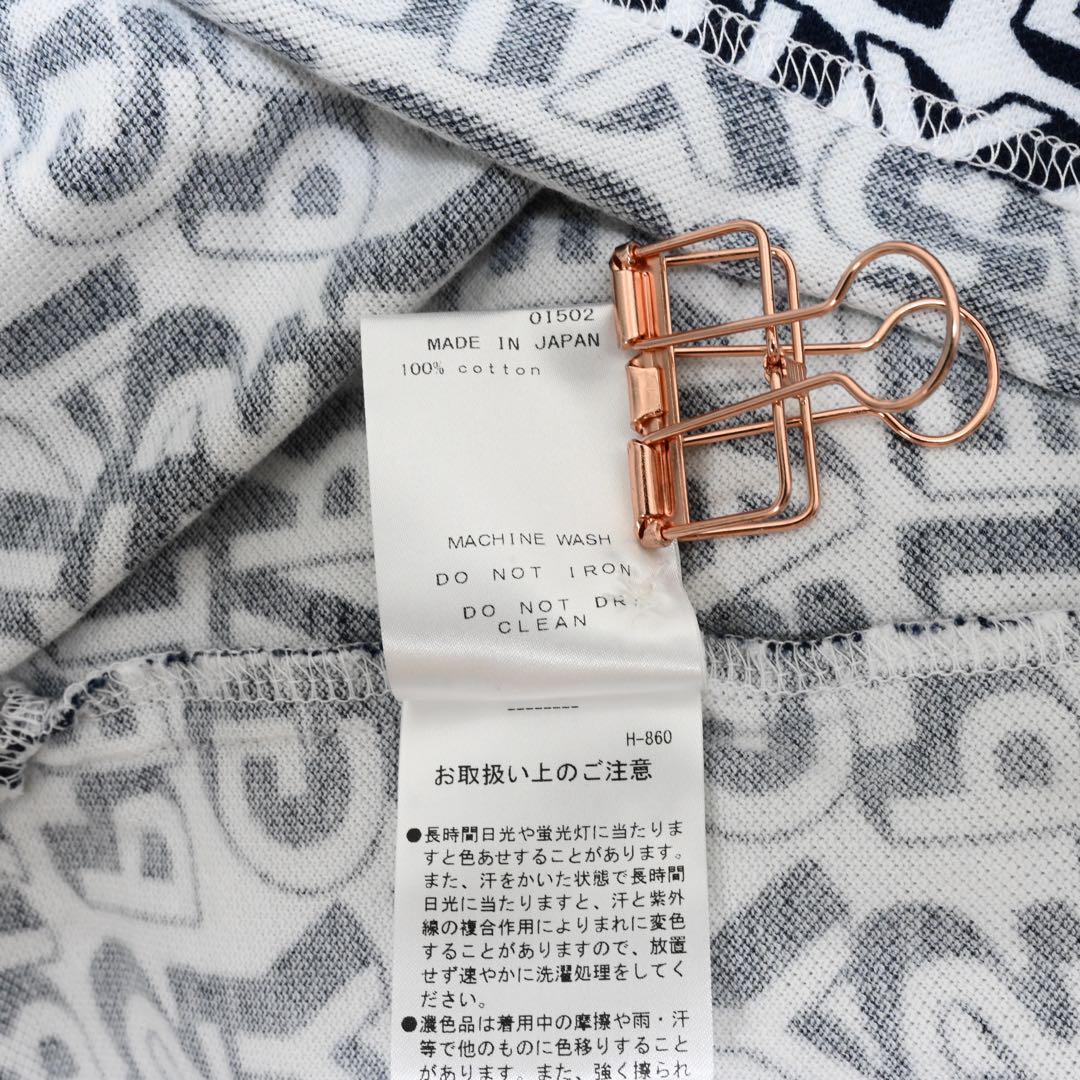 01502
MADE IN JAPAN
100% cotton
MACHINE WASH
DO NOT IRON
DO NOT DRY
CLEAN
--------
H-860
お取扱い上のご注意
●長時間日光や蛍光灯に当たりま
すと色あせすることがあります。
また、汗をかいた状態で長時間
日光に当たりますと、汗と紫外
線の複合作用によりまれに変色
することがありますので、放置
せず速やかに洗濯処理をしてく
ださい。
●濃色品は着用中の摩擦や雨・汗
等で他のものに色移りすること
があります。また、強く擦られ